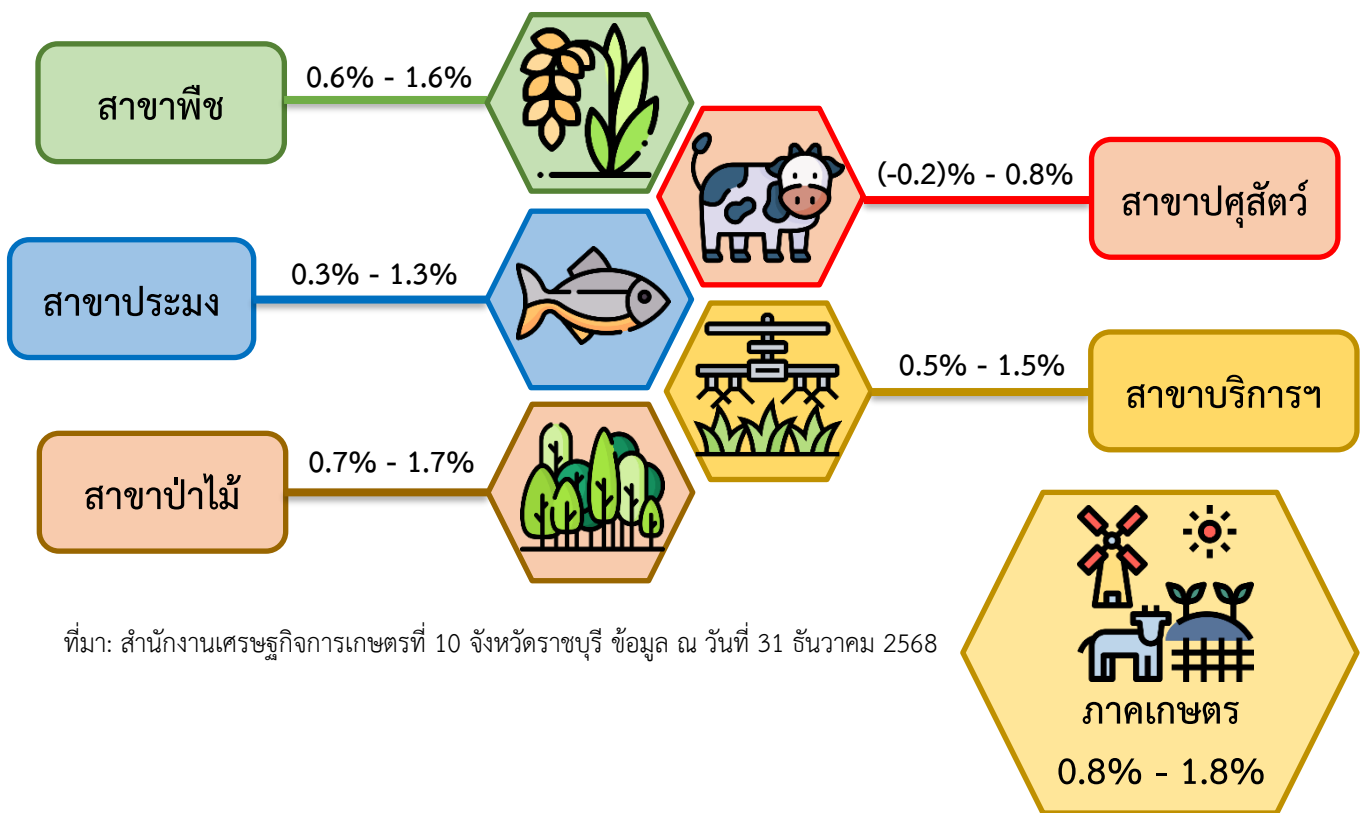 สาขาพืช
0.6% - 1.6%
(-0.2)% - 0.8%
สาขาปศุสัตว์
สาขาประมง
0.3% - 1.3%
0.5% - 1.5%
สาขาบริการฯ
สาขาป่าไม้
0.7% - 1.7%
ที่มา: สำนักงานเศรษฐกิจการเกษตรที่ 10 จังหวัดราชบุรี ข้อมูล ณ วันที่ 31 ธันวาคม 2568
ภาคเกษตร
0.8% - 1.8%